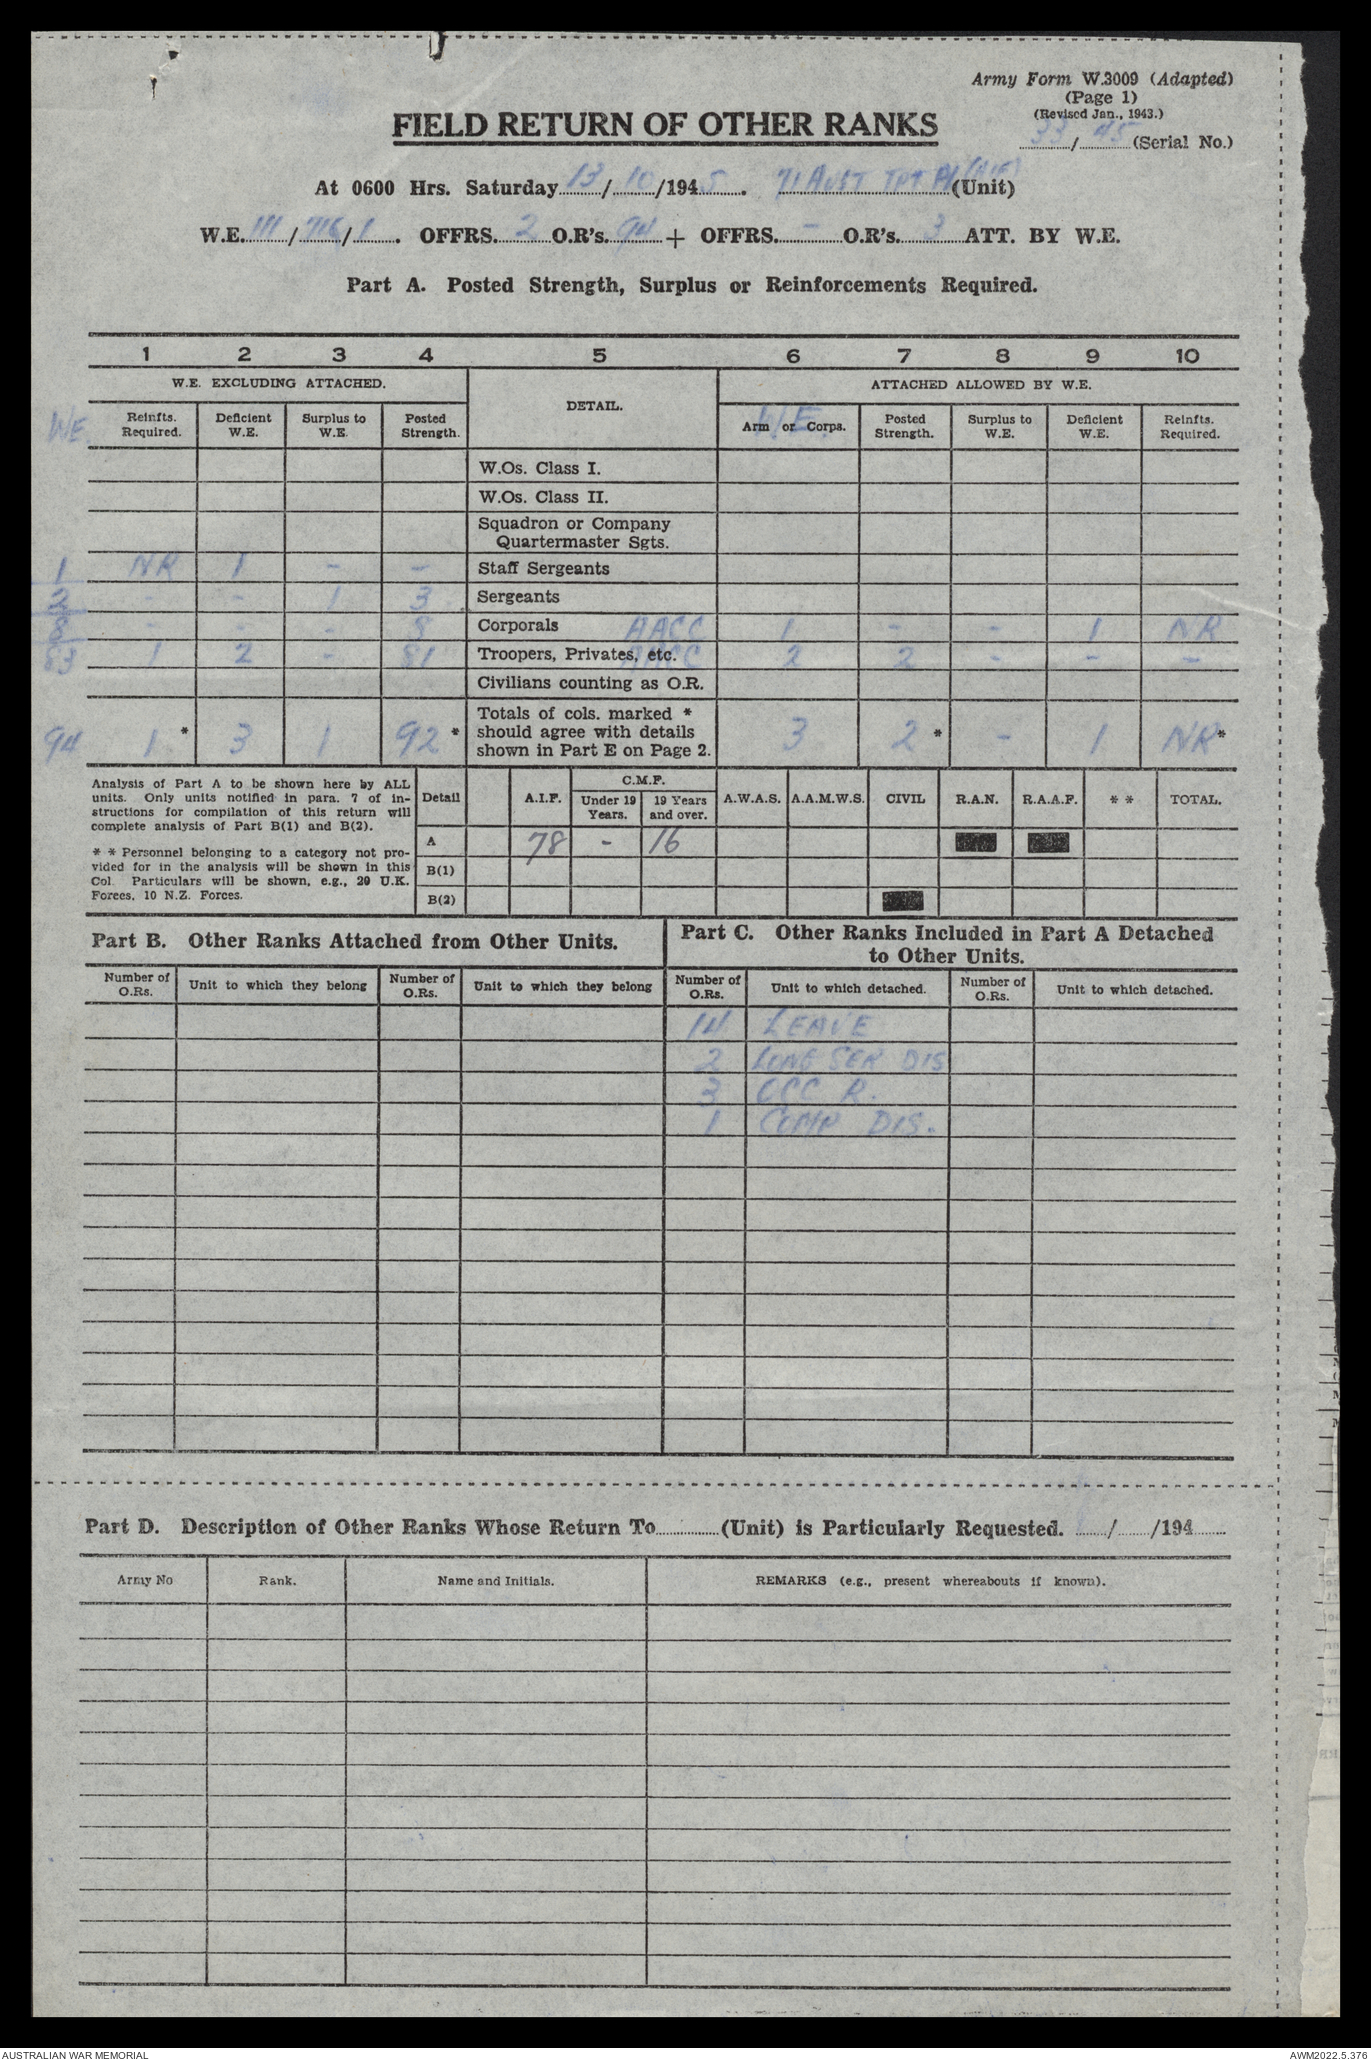 Army Form W.3009 (Adapted)
(Page 1)
(Revised Jan., 1943.)
FIELD RETURN OF OTHER RANKS
33/45 (Serial No.)
At 0600 Hrs. Saturday 13/10/1945. 71 AUST TPT Pl (AIF) (Unit)
W.E. 111/716/1. OFFRS. 2 O.R's. 94 + OFFRS. - O.R's. 3 ATT. BY W.E.
Part A. Posted Strength, Surplus or Reinforcements Required.
1 2 3 4 5 6 7 8 9 10
W.E. EXCLUDING ATTACHED. DETAIL. ATTACHED ALLOWED BY W.E.
WE Reinfts. Required. Deficient W.E. Surplus to W.E. Posted Strength. W/E. Arm or Corps. Posted Strength. Surplus to W.E. Deficient W.E. Reinfts. Required.
W.Os. Class I.
W.Os. Class II.
Squadron or Company
Quartermaster Sgts.
1 NR 1 - - Staff Sergeants
2 - - 1 3 Sergeants
8 - - - 8 Corporals AACC 1 - - 1 NR
83 1 2 - 81 Troopers, Privates, etc. AACC 2 2 - - -
Civilians counting as O.R.
94 1* 3 1 92* Totals of cols. marked * should agree with details shown in Part E on Page 2. 3 2* - 1 NR*
Analysis of Part A to be shown here by ALL
units. Only units notified in para. 7 of in-
structions for compilation of this return will
complete analysis of Part B(1) and B(2).
* * Personnel belonging to a category not pro-
vided for in the analysis will be shown in this
Col. Particulars will be shown, e.g., 20 U.K.
Forces, 10 N.Z. Forces.
C.M.F.
Detail A.I.F. Under 19 Years. 19 Years and over. A.W.A.S. A.A.M.W.S. CIVIL R.A.N. R.A.A.F. * * TOTAL.
A 78 - 16
B(1)
B(2)
Part B. Other Ranks Attached from Other Units.
Part C. Other Ranks Included in Part A Detached
to Other Units.
Number of O.Rs. Unit to which they belong Number of O.Rs. Unit to which they belong Number of O.Rs. Unit to which detached. Number of O.Rs. Unit to which detached.
14 LEAVE
2 LONG SER DIS
3 OCC R.
1 COMP DIS.
Part D. Description of Other Ranks Whose Return To (Unit) is Particularly Requested. / /194
Army No Rank. Name and Initials. REMARKS (e.g., present whereabouts if known).
AUSTRALIAN WAR MEMORIAL
AWM2022.5.376